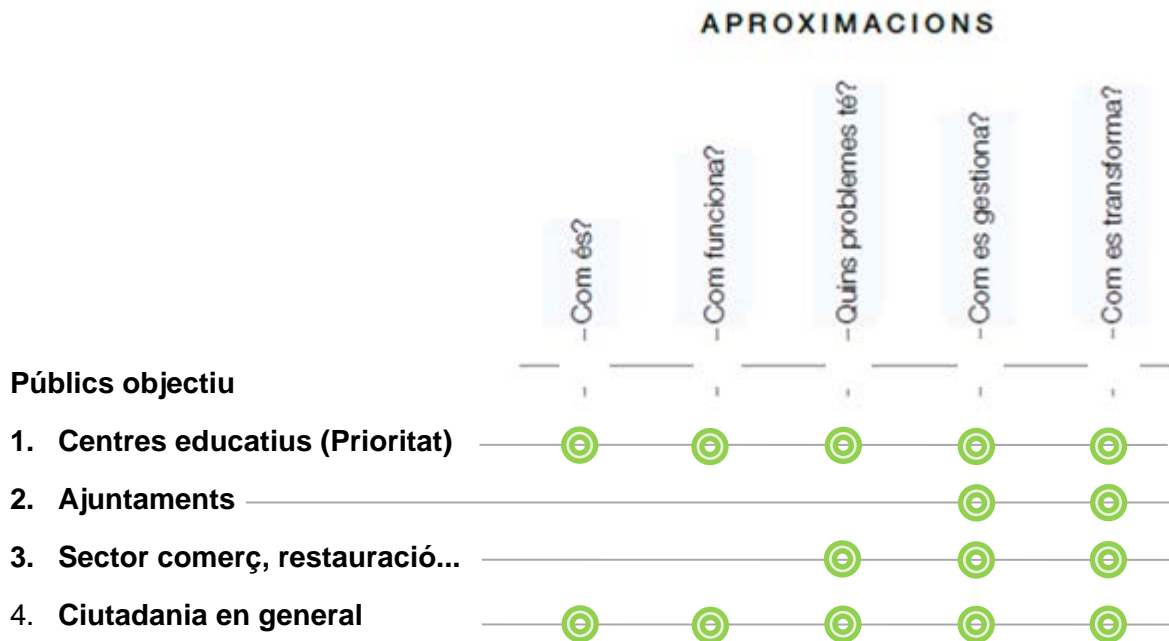 APROXIMACIONS
Com és?
Com funciona?
Quins problemes té?
Com es gestiona?
Com es transforma?
Públics objectiu
1. Centres educatius (Prioritat)
2. Ajuntaments
3. Sector comerç, restauració...
4. Ciutadania en general